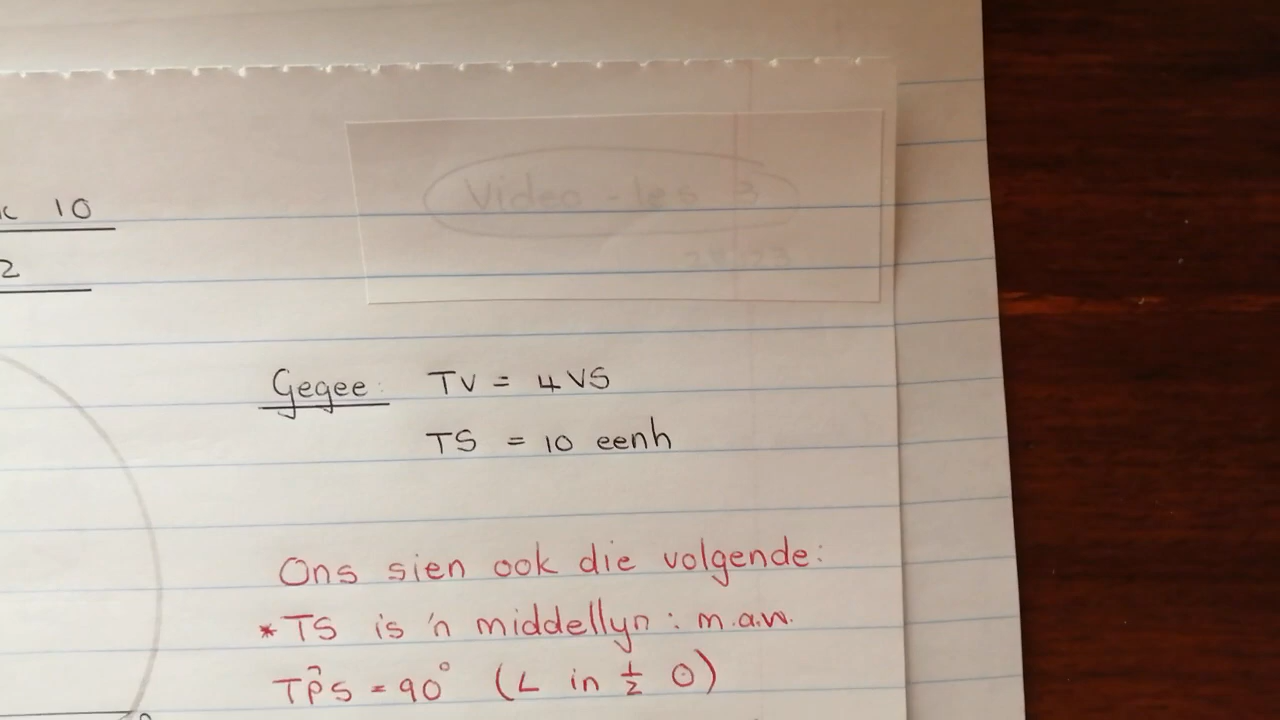 10
2
Video - les 3
Gegee: TV = 4VS
TS = 10 eenh
Ons sien ook die volgende:
* TS is 'n middellyn : m.a.w.
TP̂S = 90° (∠ in ½ ⊙)